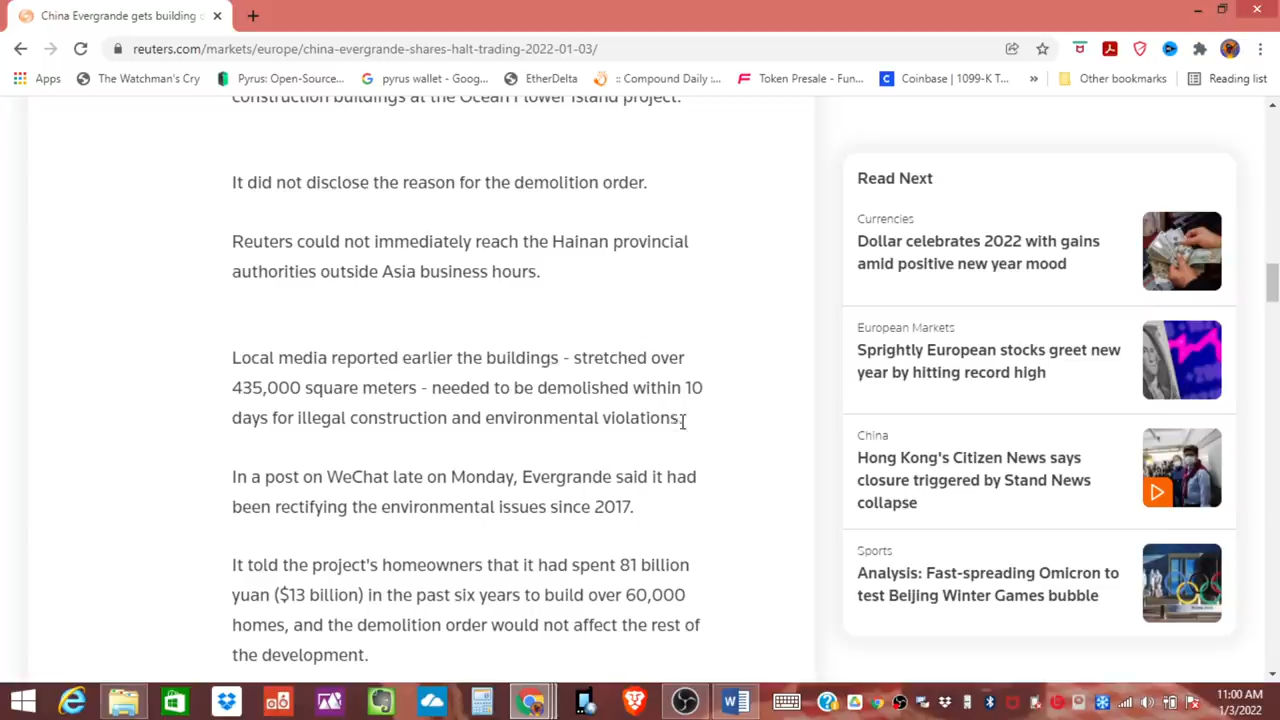 China Evergrande gets building
reuters.com/markets/europe/china-evergrande-shares-halt-trading-2022-01-03/
Apps
The Watchman's Cry
Pyrus: Open-Source...
pyrus wallet - Goog...
EtherDelta
:: Compound Daily :...
Token Presale - Fun...
Coinbase | 1099-K T...
»
Other bookmarks
Reading list
construction buildings at the Ocean Flower Island project.
It did not disclose the reason for the demolition order.
Reuters could not immediately reach the Hainan provincial
authorities outside Asia business hours.
Local media reported earlier the buildings - stretched over
435,000 square meters - needed to be demolished within 10
days for illegal construction and environmental violations.
In a post on WeChat late on Monday, Evergrande said it had
been rectifying the environmental issues since 2017.
It told the project's homeowners that it had spent 81 billion
yuan ($13 billion) in the past six years to build over 60,000
homes, and the demolition order would not affect the rest of
the development.
Read Next
Currencies
Dollar celebrates 2022 with gains
amid positive new year mood
European Markets
Sprightly European stocks greet new
year by hitting record high
China
Hong Kong's Citizen News says
closure triggered by Stand News
collapse
Sports
Analysis: Fast-spreading Omicron to
test Beijing Winter Games bubble
11:00 AM
1/3/2022